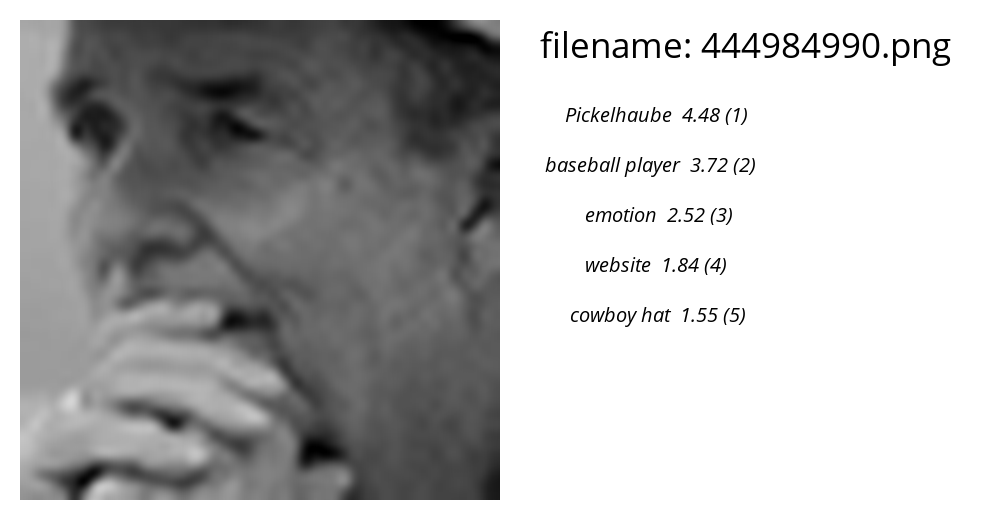 filename: 444984990.png
Pickelhaube 4.48 (1)
baseball player 3.72 (2)
emotion 2.52 (3)
website 1.84 (4)
cowboy hat 1.55 (5)